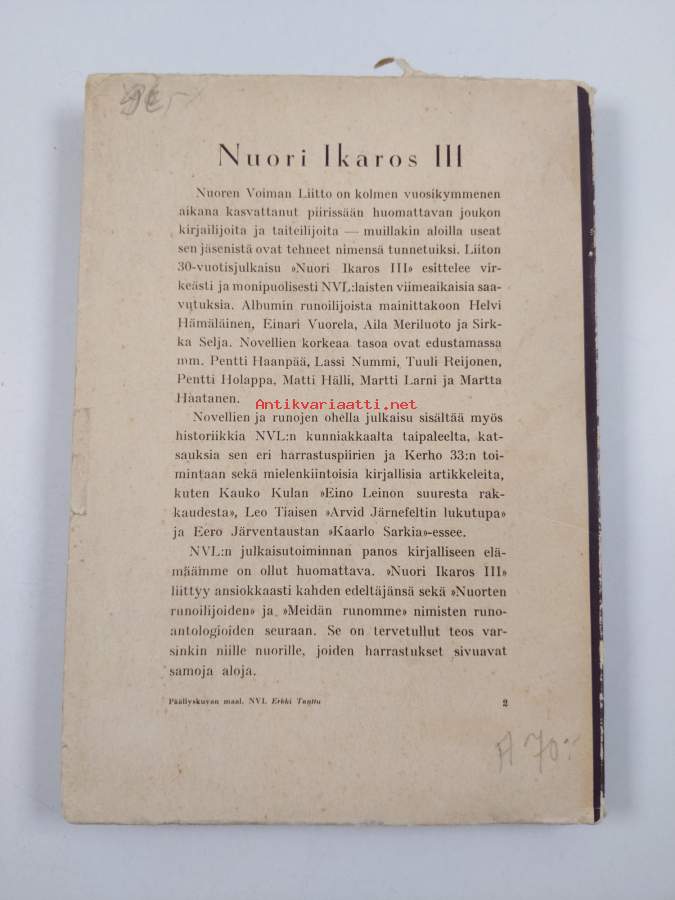 Nuori Ikaros III
Nuoren Voiman Liitto on kolmen vuosikymmenen
aikana kasvattanut piirissään huomattavan joukon
kirjailijoita ja taiteilijoita — muillakin aloilla useat
sen jäsenistä ovat tehneet nimensä tunnetuiksi. Liiton
30-vuotisjulkaisu »Nuori Ikaros III» esittelee vir-
keästi ja monipuolisesti NVL:laisten viimeaikaisia saa-
vutuksia. Albumin runoilijoista mainittakoon Helvi
Hämäläinen, Einari Vuorela, Aila Meriluoto ja Sirk-
ka Selja. Novellien korkeaa tasoa ovat edustamassa
mm. Pentti Haanpää, Lassi Nummi, Tuuli Reijonen,
Pentti Holappa, Matti Hälli, Martti Larni ja Martta
Haatanen.
Antikvariaatti.net
Novellien ja runojen ohella julkaisu sisältää myös
historiikkia NVL:n kunniakkaalta taipaleelta, kat-
sauksia sen eri harrastuspiirien ja Kerho 33:n toi-
mintaan sekä mielenkiintoisia kirjallisia artikkeleita,
kuten Kauko Kulan »Eino Leinon suuresta rak-
kaudesta», Leo Tiaisen »Arvid Järnefeltin lukutupa»
ja Eero Järventaustan »Kaarlo Sarkia»-essee.
NVL:n julkaisutoiminnan panos kirjalliseen elä-
määmme on ollut huomattava. »Nuori Ikaros III»
liittyy ansiokkaasti kahden edeltäjänsä sekä »Nuorten
runoilijoiden» ja »Meidän runomme» nimisten runo-
antologioiden seuraan. Se on tervetullut teos var-
sinkin niille nuorille, joiden harrastukset sivuavat
samoja aloja.
Päällyskuvan maal. NVL Erkki Tanttu 2
A 70:-